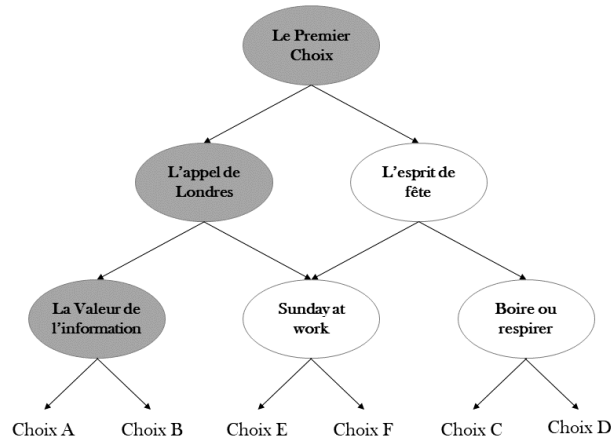 Le Premier
Choix
L'appel de
Londres
L'esprit de
fête
La Valeur de
l'information
Sunday at
work
Boire ou
respirer
Choix A
Choix B
Choix E
Choix F
Choix C
Choix D